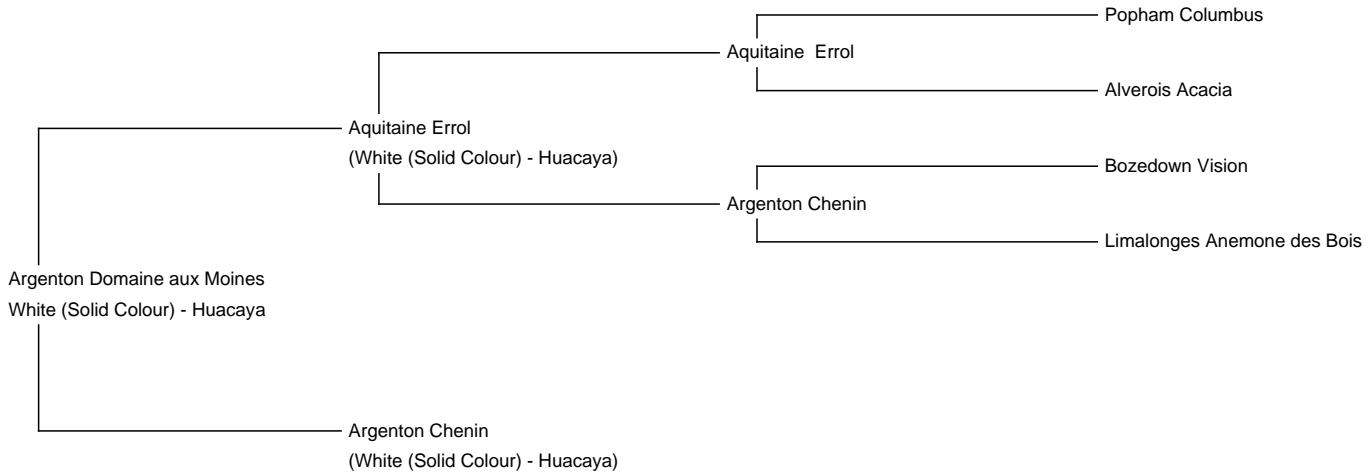 Popham Columbus
Aquitaine  Errol
Alverois Acacia
Aquitaine Errol
(White (Solid Colour) - Huacaya)
Bozedown Vision
Argenton Chenin
Limalonges Anemone des Bois
Argenton Domaine aux Moines
White (Solid Colour) - Huacaya
Argenton Chenin
(White (Solid Colour) - Huacaya)